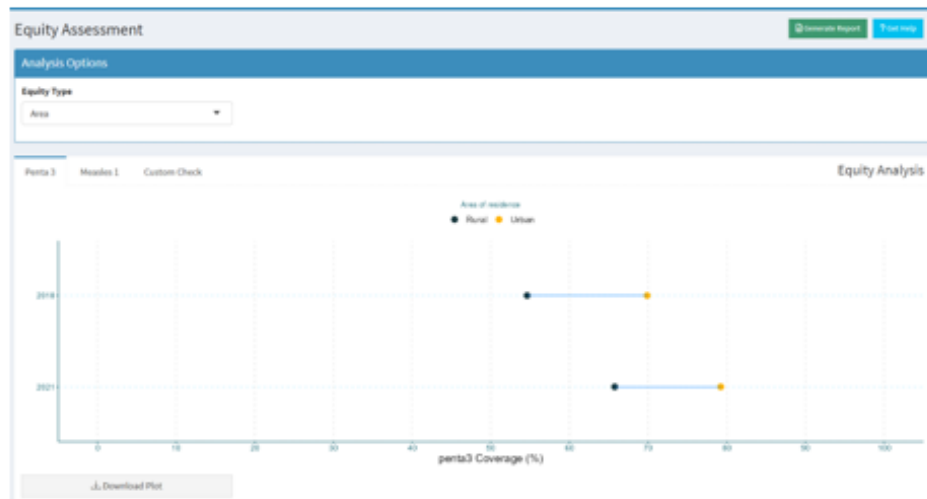 Equity Assessment
Generate Report
Get Help
Analysis Options
Equity Type
Area
Penta 3
Measles 1
Custom Check
Equity Analysis
Area of residence
Rural
Urban
2018
2021
0 10 20 30 40 50 60 70 80 90 100
penta3 Coverage (%)
Download Plot